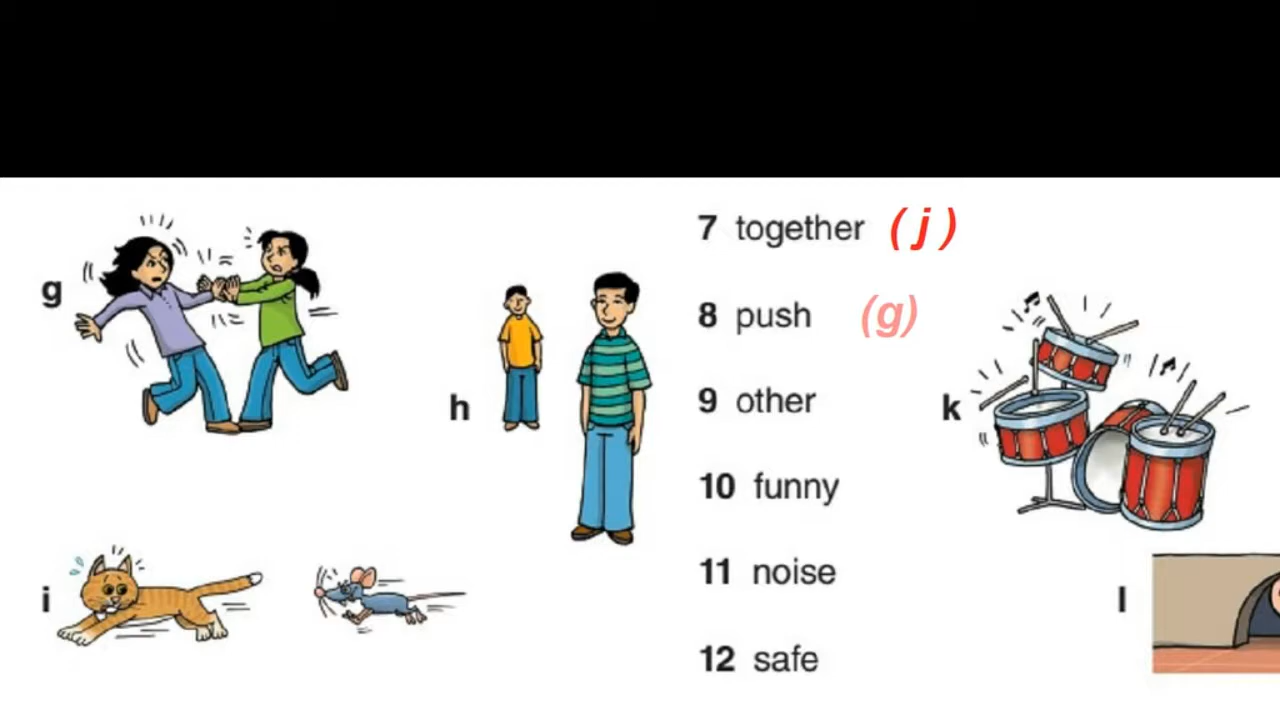 g
h
i
7 together ( j )
8 push (g)
9 other
10 funny
11 noise
12 safe
k
l